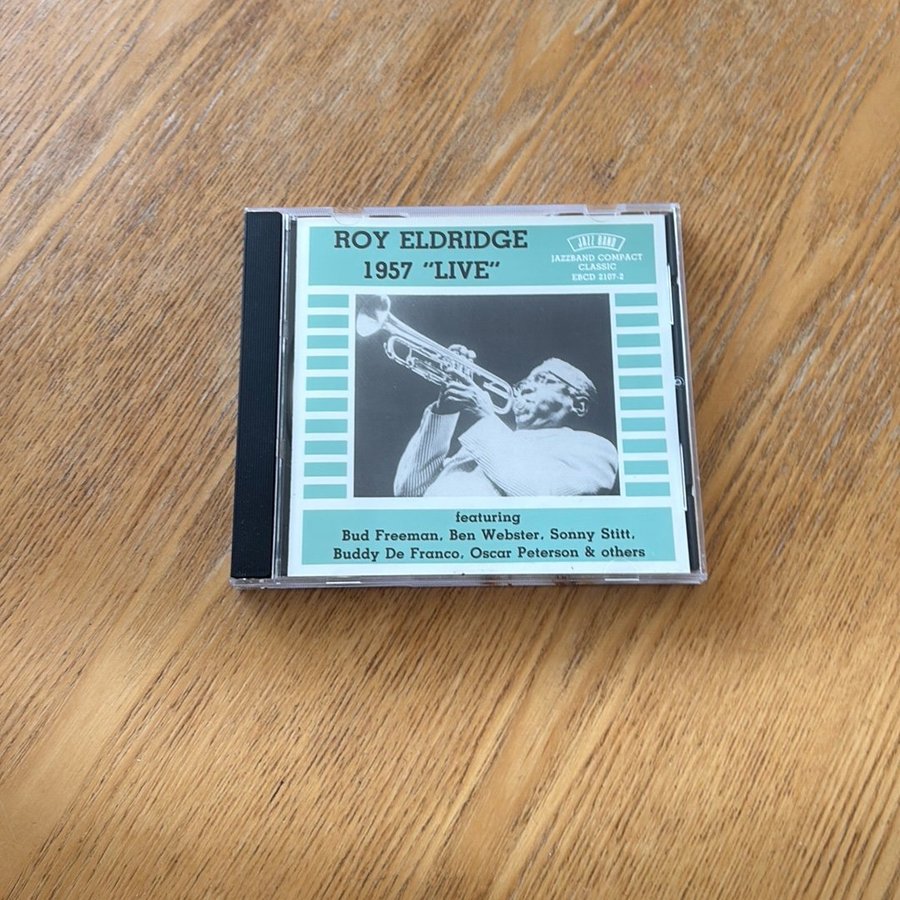 ROY ELDRIDGE
1957 "LIVE"
JAZZ BAND
JAZZBAND COMPACT
CLASSIC
EBCD 2107-2
featuring
Bud Freeman, Ben Webster, Sonny Stitt,
Buddy De Franco, Oscar Peterson & others